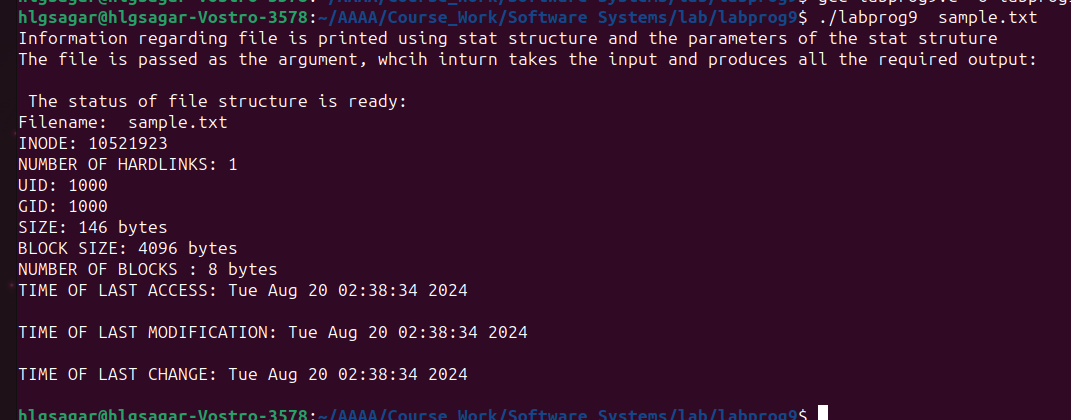 hlgsagar@hlgsagar-Vostro-3578:~/AAAA/Course_Work/Software Systems/lab/labprog9$ ./labprog9  sample.txt
Information regarding file is printed using stat structure and the parameters of the stat struture
The file is passed as the argument, whcih inturn takes the input and produces all the required output:
 The status of file structure is ready:
Filename:  sample.txt
INODE: 10521923
NUMBER OF HARDLINKS: 1
UID: 1000
GID: 1000
SIZE: 146 bytes
BLOCK SIZE: 4096 bytes
NUMBER OF BLOCKS : 8 bytes
TIME OF LAST ACCESS: Tue Aug 20 02:38:34 2024
TIME OF LAST MODIFICATION: Tue Aug 20 02:38:34 2024
TIME OF LAST CHANGE: Tue Aug 20 02:38:34 2024
hlgsagar@hlgsagar-Vostro-3578:~/AAAA/Course_Work/Software Systems/lab/labprog9$